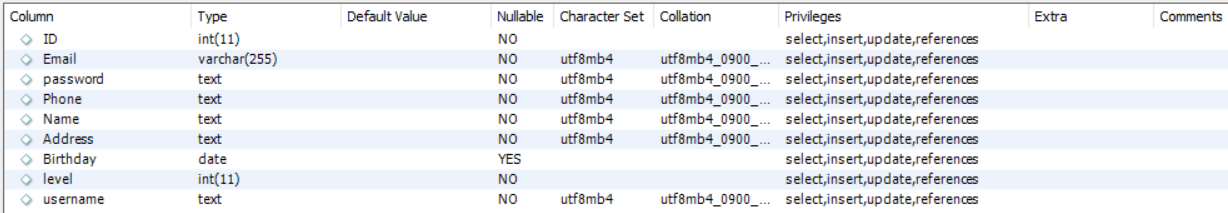 Column Type Default Value Nullable Character Set Collation Privileges Extra Comments
ID int(11) NO select,insert,update,references
Email varchar(255) NO utf8mb4 utf8mb4_0900_... select,insert,update,references
password text NO utf8mb4 utf8mb4_0900_... select,insert,update,references
Phone text NO utf8mb4 utf8mb4_0900_... select,insert,update,references
Name text NO utf8mb4 utf8mb4_0900_... select,insert,update,references
Address text NO utf8mb4 utf8mb4_0900_... select,insert,update,references
Birthday date YES select,insert,update,references
level int(11) NO select,insert,update,references
username text NO utf8mb4 utf8mb4_0900_... select,insert,update,references